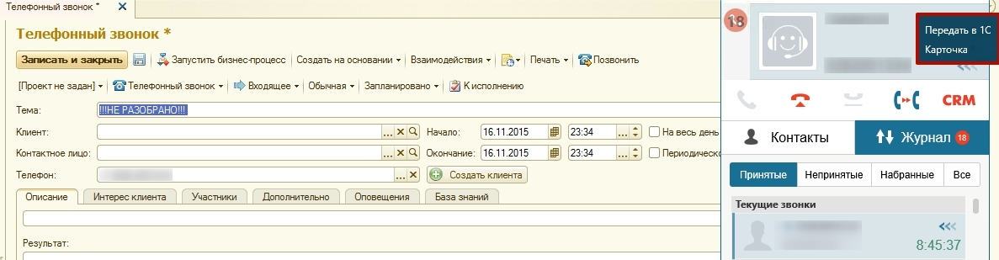 Телефонный звонок *
Телефонный звонок *
Записать и закрыть Запустить бизнес-процесс Создать на основании Взаимодействия Печать Позвонить
[Проект не задан] Телефонный звонок Входящее Обычная Запланировано К исполнению
Тема: !!!НЕ РАЗОБРАНО!!!
Клиент: ... Начало: 16.11.2015 23:34 ... На весь день
Контактное лицо: ... Окончание: 16.11.2015 23:34 ... Периодическо
Телефон: ... Создать клиента
Описание Интерес клиента Участники Дополнительно Оповещения База знаний
Результат:
18
Передать в 1С
Карточка
CRM
Контакты Журнал 18
Принятые Непринятые Набранные Все
Текущие звонки
8:45:37